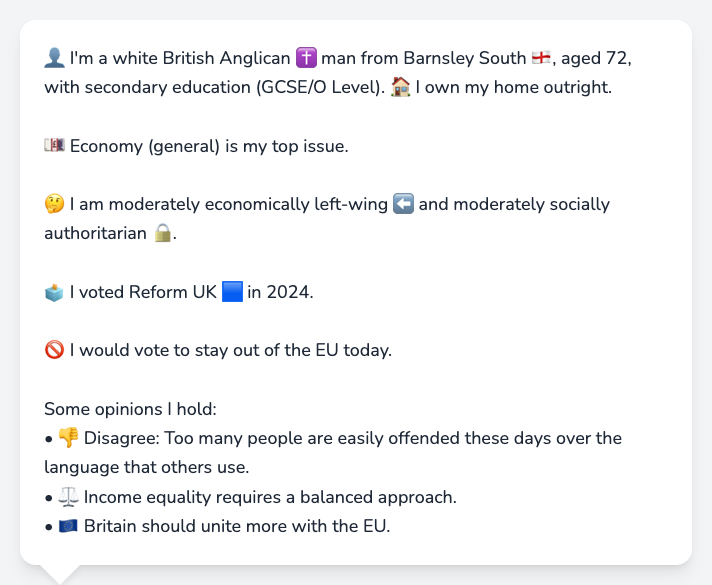 👤 I'm a white British Anglican ✝️ man from Barnsley South 🏴󠁧󠁢󠁥󠁮󠁧󠁿, aged 72,
with secondary education (GCSE/O Level). 🏠 I own my home outright.
💷 Economy (general) is my top issue.
🤔 I am moderately economically left-wing ⬅️ and moderately socially
authoritarian 🔒.
🗳️ I voted Reform UK 🟦 in 2024.
🚫 I would vote to stay out of the EU today.
Some opinions I hold:
• 👎 Disagree: Too many people are easily offended these days over the
language that others use.
• ⚖️ Income equality requires a balanced approach.
• 🇪🇺 Britain should unite more with the EU.